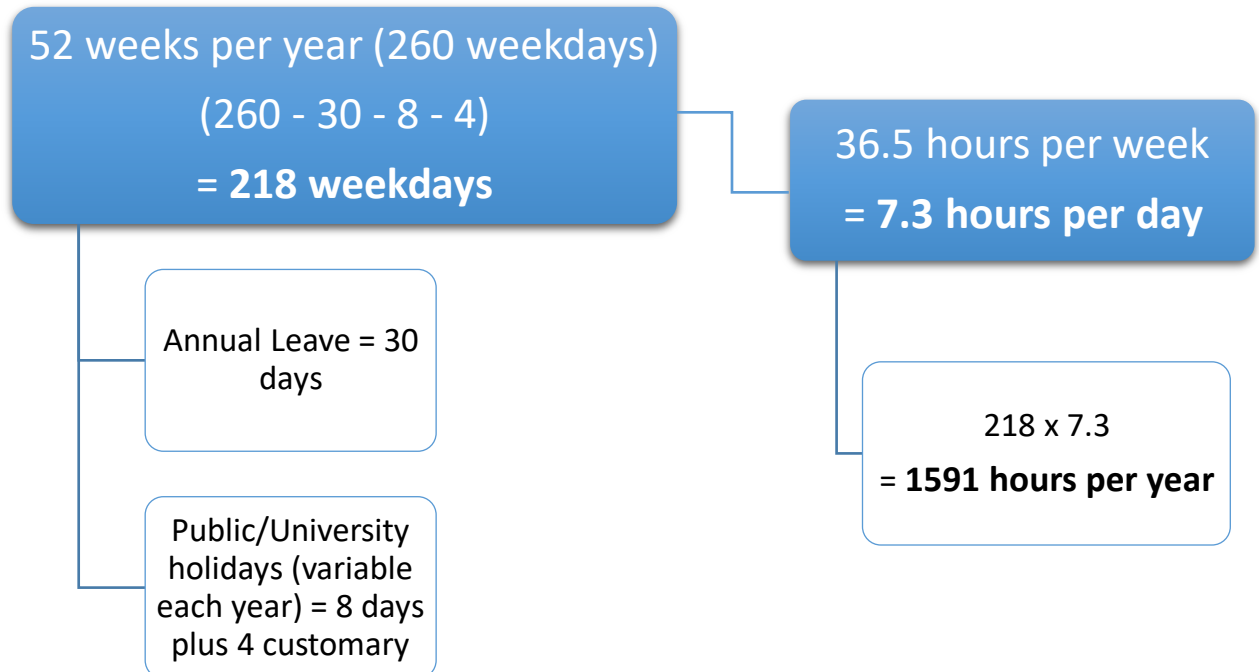 52 weeks per year (260 weekdays)
(260 - 30 - 8 - 4)
= 218 weekdays
36.5 hours per week
= 7.3 hours per day
Annual Leave = 30
days
218 x 7.3
= 1591 hours per year
Public/University
holidays (variable
each year) = 8 days
plus 4 customary